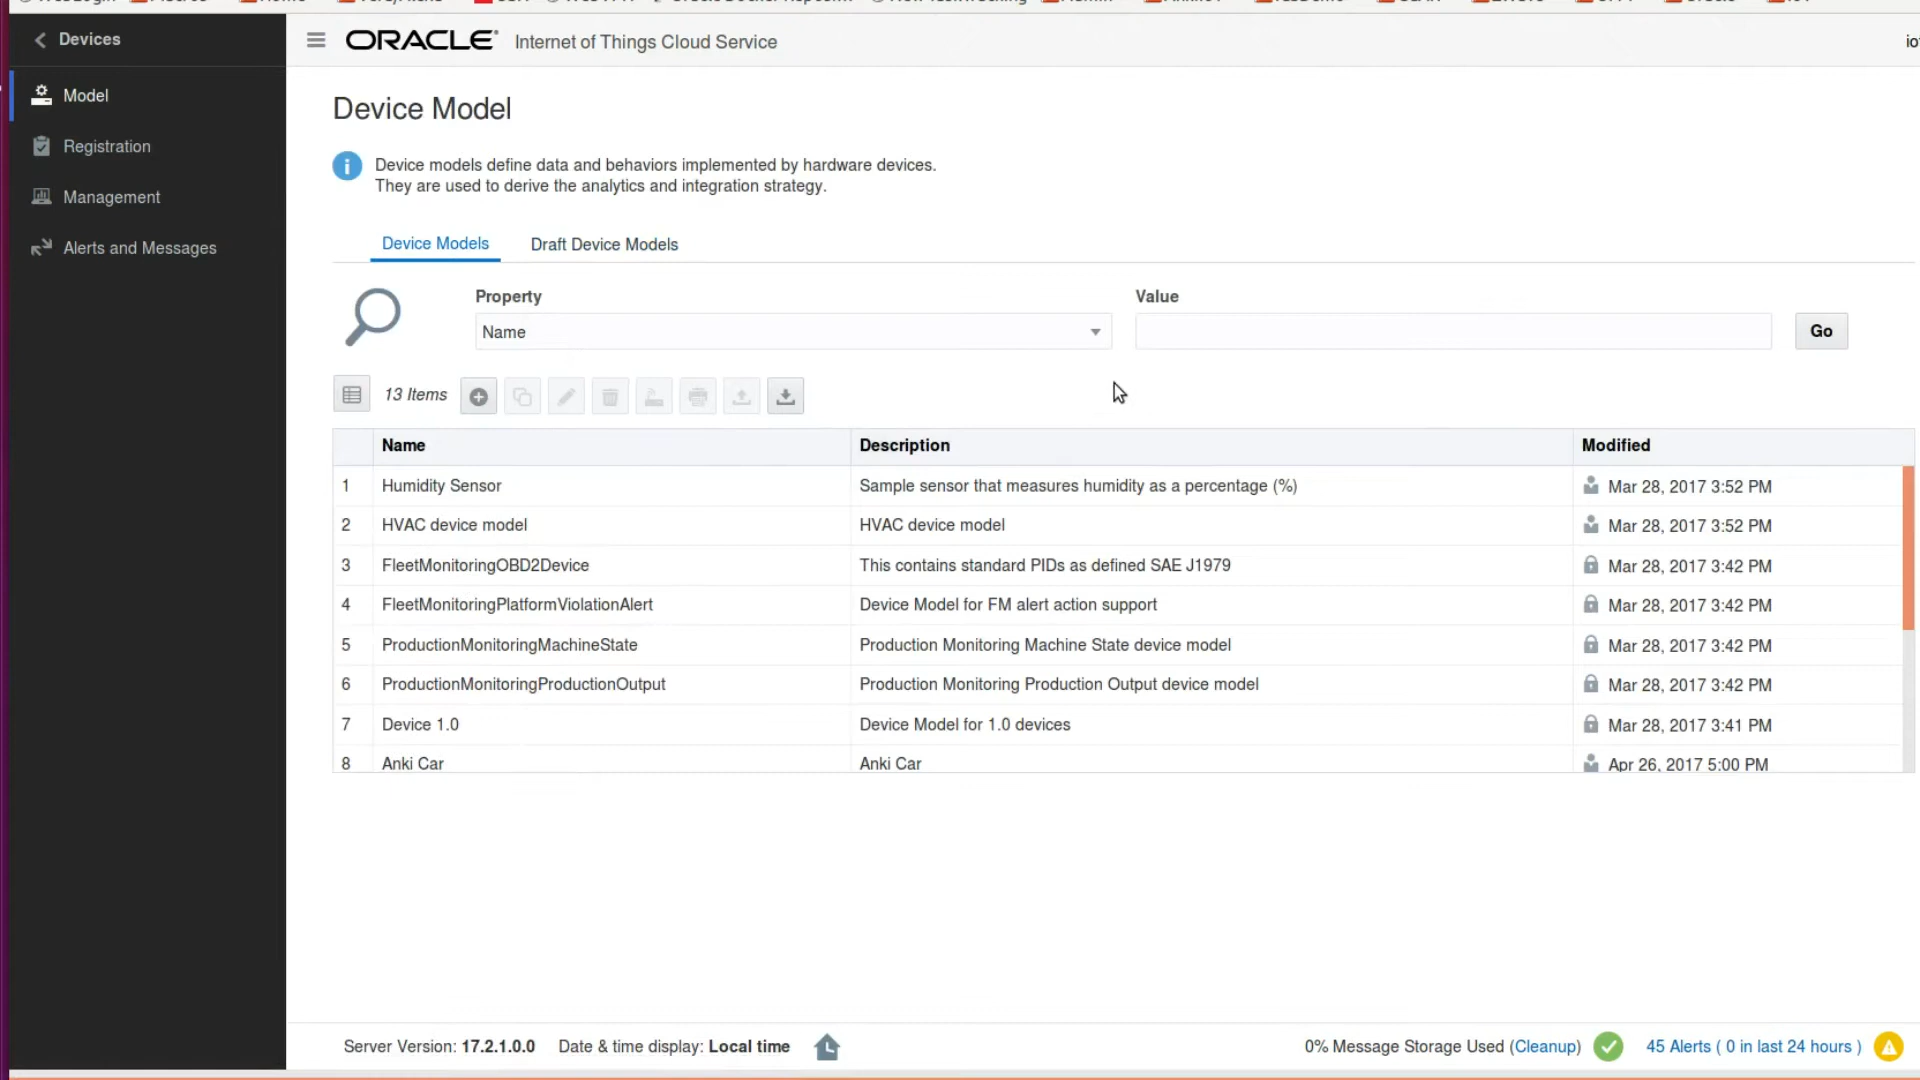 Devices
ORACLE® Internet of Things Cloud Service
Model
Registration
Management
Alerts and Messages
Device Model
Device models define data and behaviors implemented by hardware devices.
They are used to derive the analytics and integration strategy.
Device Models Draft Device Models
Property Value
Name Go
13 Items
Name Description Modified
1 Humidity Sensor Sample sensor that measures humidity as a percentage (%) Mar 28, 2017 3:52 PM
2 HVAC device model HVAC device model Mar 28, 2017 3:52 PM
3 FleetMonitoringOBD2Device This contains standard PIDs as defined SAE J1979 Mar 28, 2017 3:42 PM
4 FleetMonitoringPlatformViolationAlert Device Model for FM alert action support Mar 28, 2017 3:42 PM
5 ProductionMonitoringMachineState Production Monitoring Machine State device model Mar 28, 2017 3:42 PM
6 ProductionMonitoringProductionOutput Production Monitoring Production Output device model Mar 28, 2017 3:42 PM
7 Device 1.0 Device Model for 1.0 devices Mar 28, 2017 3:41 PM
8 Anki Car Anki Car Apr 26, 2017 5:00 PM
Server Version: 17.2.1.0.0 Date & time display: Local time 0% Message Storage Used (Cleanup) 45 Alerts ( 0 in last 24 hours )